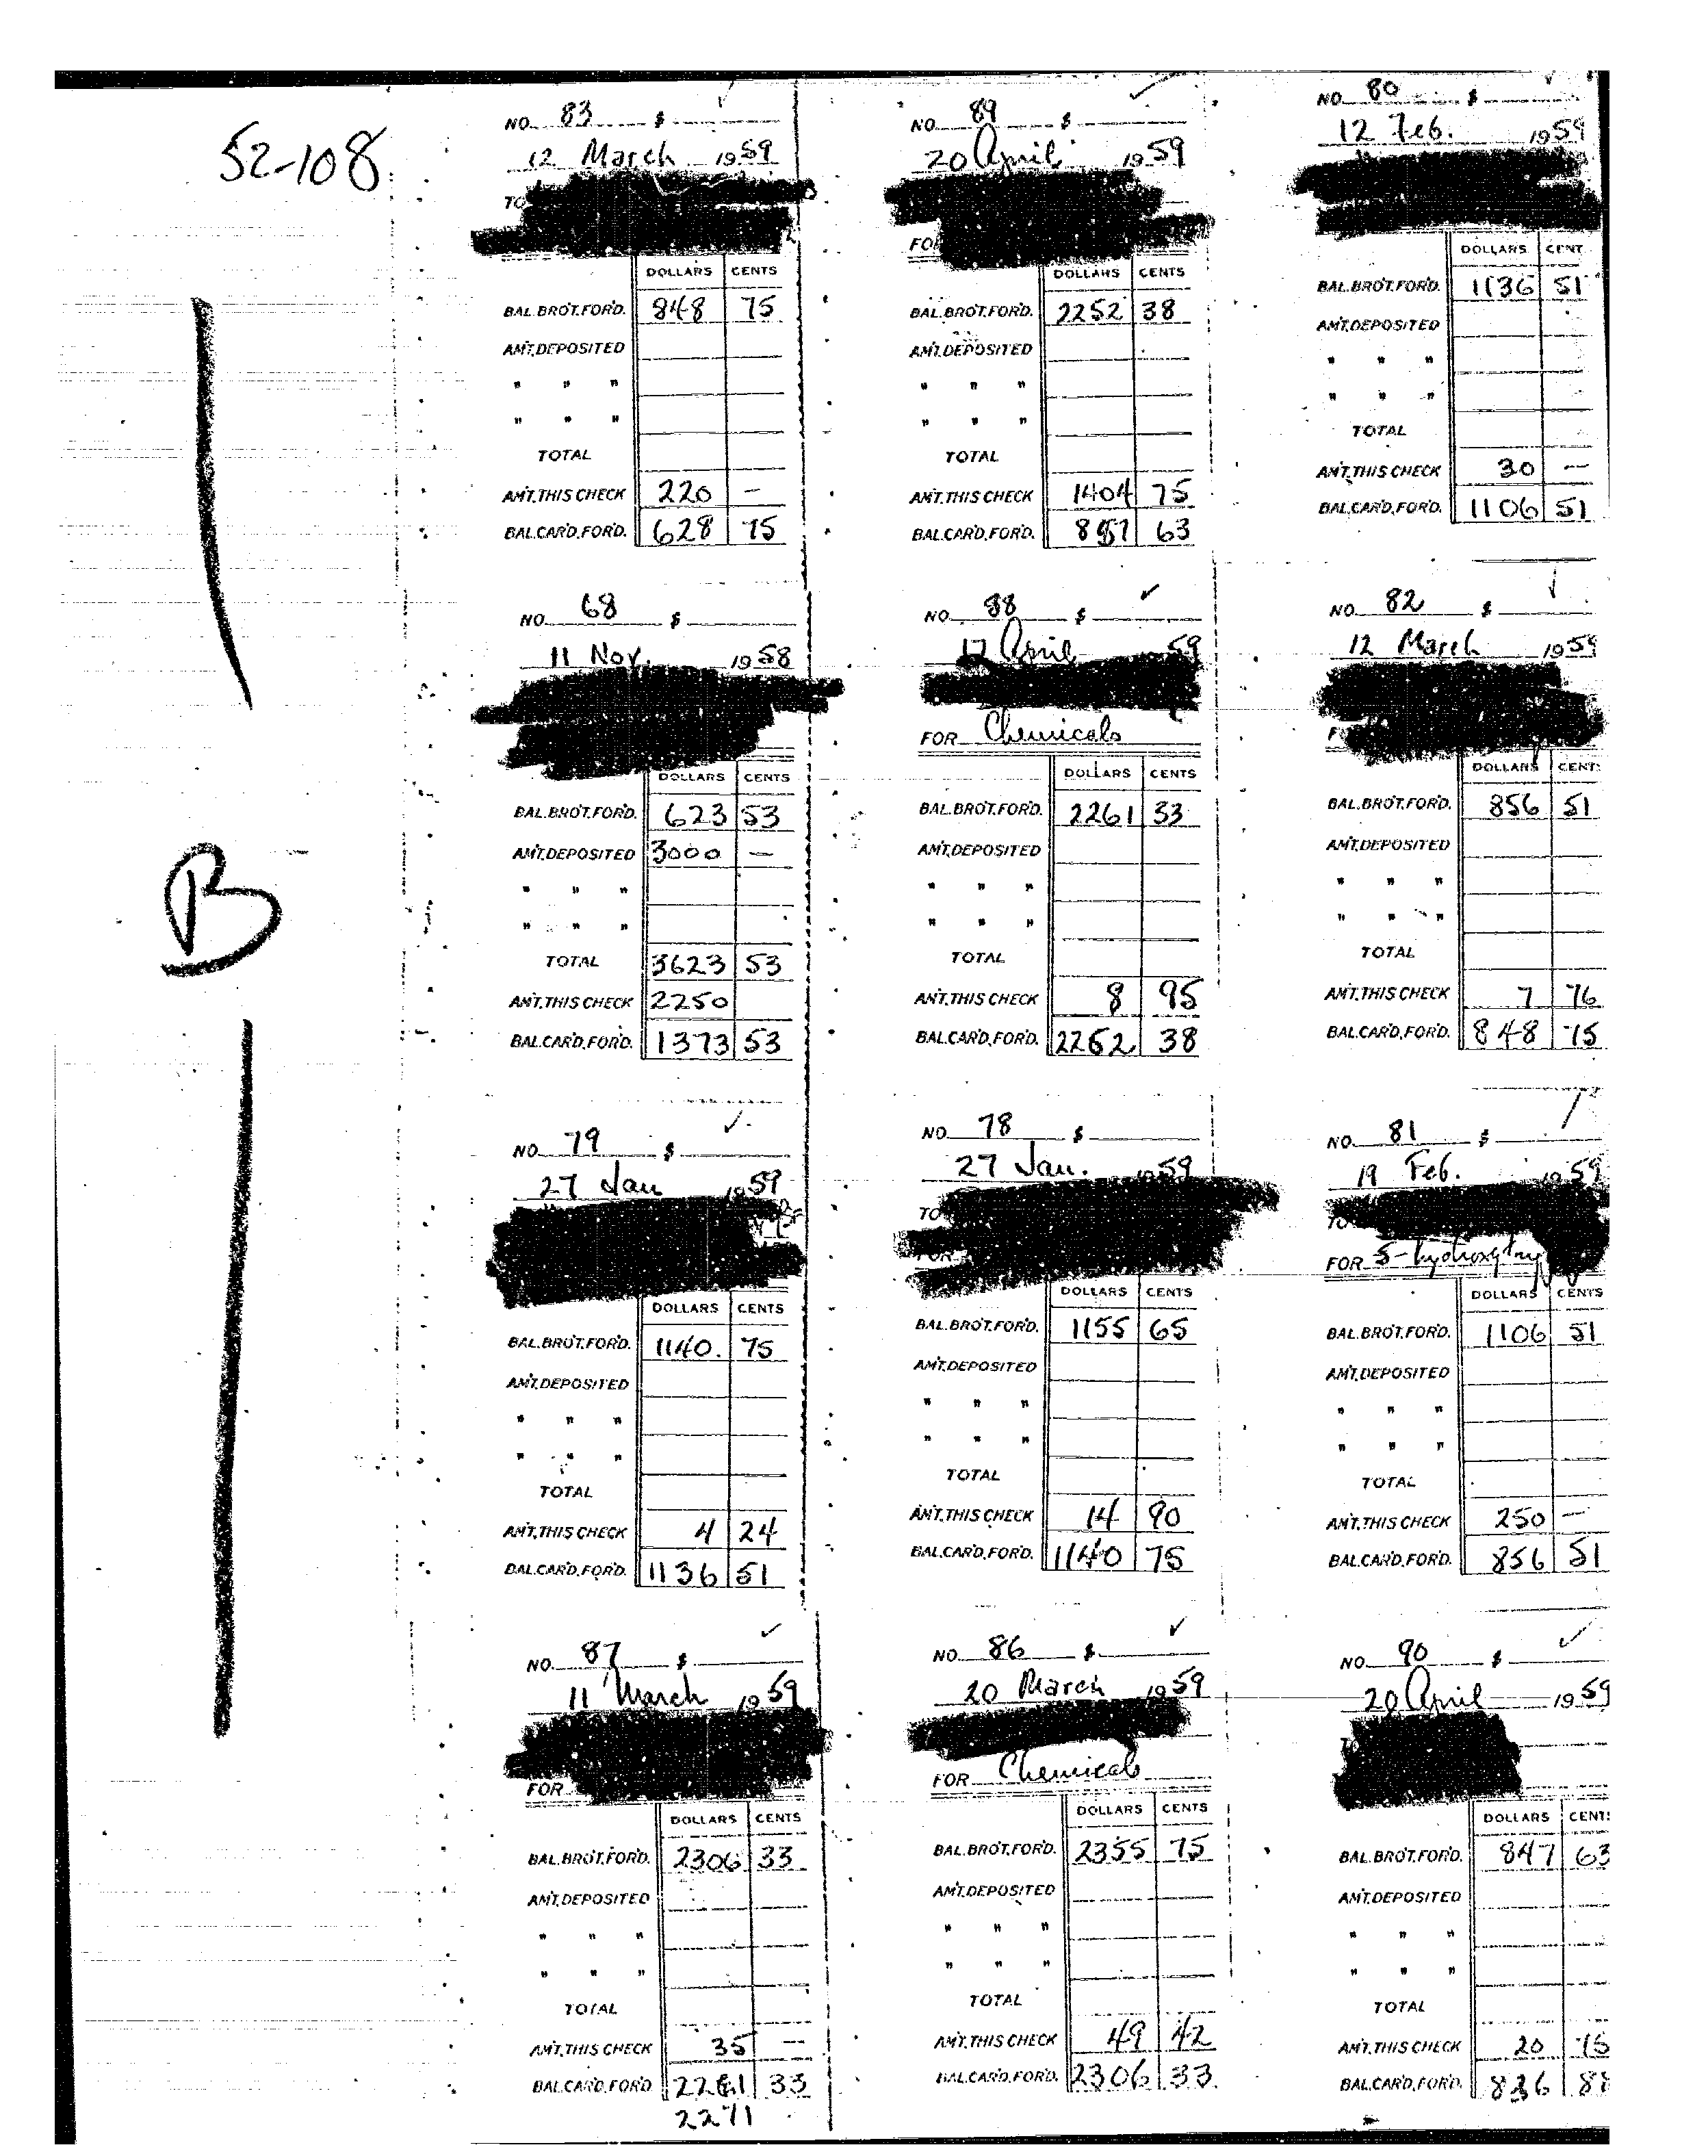 52-108
B
NO. 83 $
12 March 1959
TO
DOLLARS CENTS
BAL.BRO'T.FOR'D. 848 75
AM'T.DEPOSITED
" " "
" " "
TOTAL
AM'T.THIS CHECK 220 —
BAL.CAR'D.FOR'D. 628 75
NO. 89 $
20 April 1959
FOR
DOLLARS CENTS
BAL.BRO'T.FOR'D. 2252 38
AM'T.DEPOSITED
" " "
" " "
TOTAL
AM'T.THIS CHECK 1404 75
BAL.CAR'D.FOR'D. 63
NO. 80 $
12 Feb. 1959
DOLLARS CENT
BAL.BRO'T.FOR'D. 1136 51
AM'T.DEPOSITED
" " "
" " "
TOTAL
AM'T.THIS CHECK 30 —
BAL.CAR'D.FOR'D. 1106 51
NO. 68 $
11 Nov. 1958
DOLLARS CENTS
BAL.BRO'T.FOR'D. 623 53
AM'T.DEPOSITED 3000 —
" " "
" " "
TOTAL 3623 53
AM'T.THIS CHECK 2250
BAL.CAR'D.FOR'D. 1373 53
NO. 88 $
17 April 59
FOR Chemicals
DOLLARS CENTS
BAL.BRO'T.FOR'D. 2261 33
AM'T.DEPOSITED
" " "
" " "
TOTAL
AM'T.THIS CHECK 8 95
BAL.CAR'D.FOR'D. 2252 38
NO. 82 $
12 March 1959
DOLLARS CENTS
BAL.BRO'T.FOR'D. 856 51
AM'T.DEPOSITED
" " "
" " "
TOTAL
AM'T.THIS CHECK 7 76
BAL.CAR'D.FOR'D. 848 75
NO. 79 $
27 Jan 1959
DOLLARS CENTS
BAL.BRO'T.FOR'D. 1140. 75
AM'T.DEPOSITED
" " "
" " "
TOTAL
AM'T.THIS CHECK 4 24
BAL.CAR'D.FOR'D. 1136 51
NO. 78 $
27 Jan. 1959
TO
FOR
DOLLARS CENTS
BAL.BRO'T.FOR'D. 1155 65
AM'T.DEPOSITED
" " "
" " "
TOTAL
AM'T.THIS CHECK 14 90
BAL.CAR'D.FOR'D. 1140 75
NO. 81 $
19 Feb. 1959
TO
FOR 5-hydroxytry
DOLLARS CENTS
BAL.BRO'T.FOR'D. 1106 51
AM'T.DEPOSITED
" " "
" " "
TOTAL
AM'T.THIS CHECK 250 —
BAL.CAR'D.FOR'D. 856 51
NO. 87 $
11 March 1959
FOR
DOLLARS CENTS
BAL.BRO'T.FOR'D. 2306 33
AM'T.DEPOSITED
" " "
" " "
TOTAL
AM'T.THIS CHECK 35 —
BAL.CAR'D.FOR'D. 2261 33
2271
NO. 86 $
20 March 1959
FOR Chemicals
DOLLARS CENTS
BAL.BRO'T.FOR'D. 2355 75
AM'T.DEPOSITED
" " "
" " "
TOTAL
AM'T.THIS CHECK 49 42
BAL.CAR'D.FOR'D. 2306 33
NO. 90 $
20 April 1959
DOLLARS CENTS
BAL.BRO'T.FOR'D. 847 63
AM'T.DEPOSITED
" " "
" " "
TOTAL
AM'T.THIS CHECK 20 75
BAL.CAR'D.FOR'D. 826 88